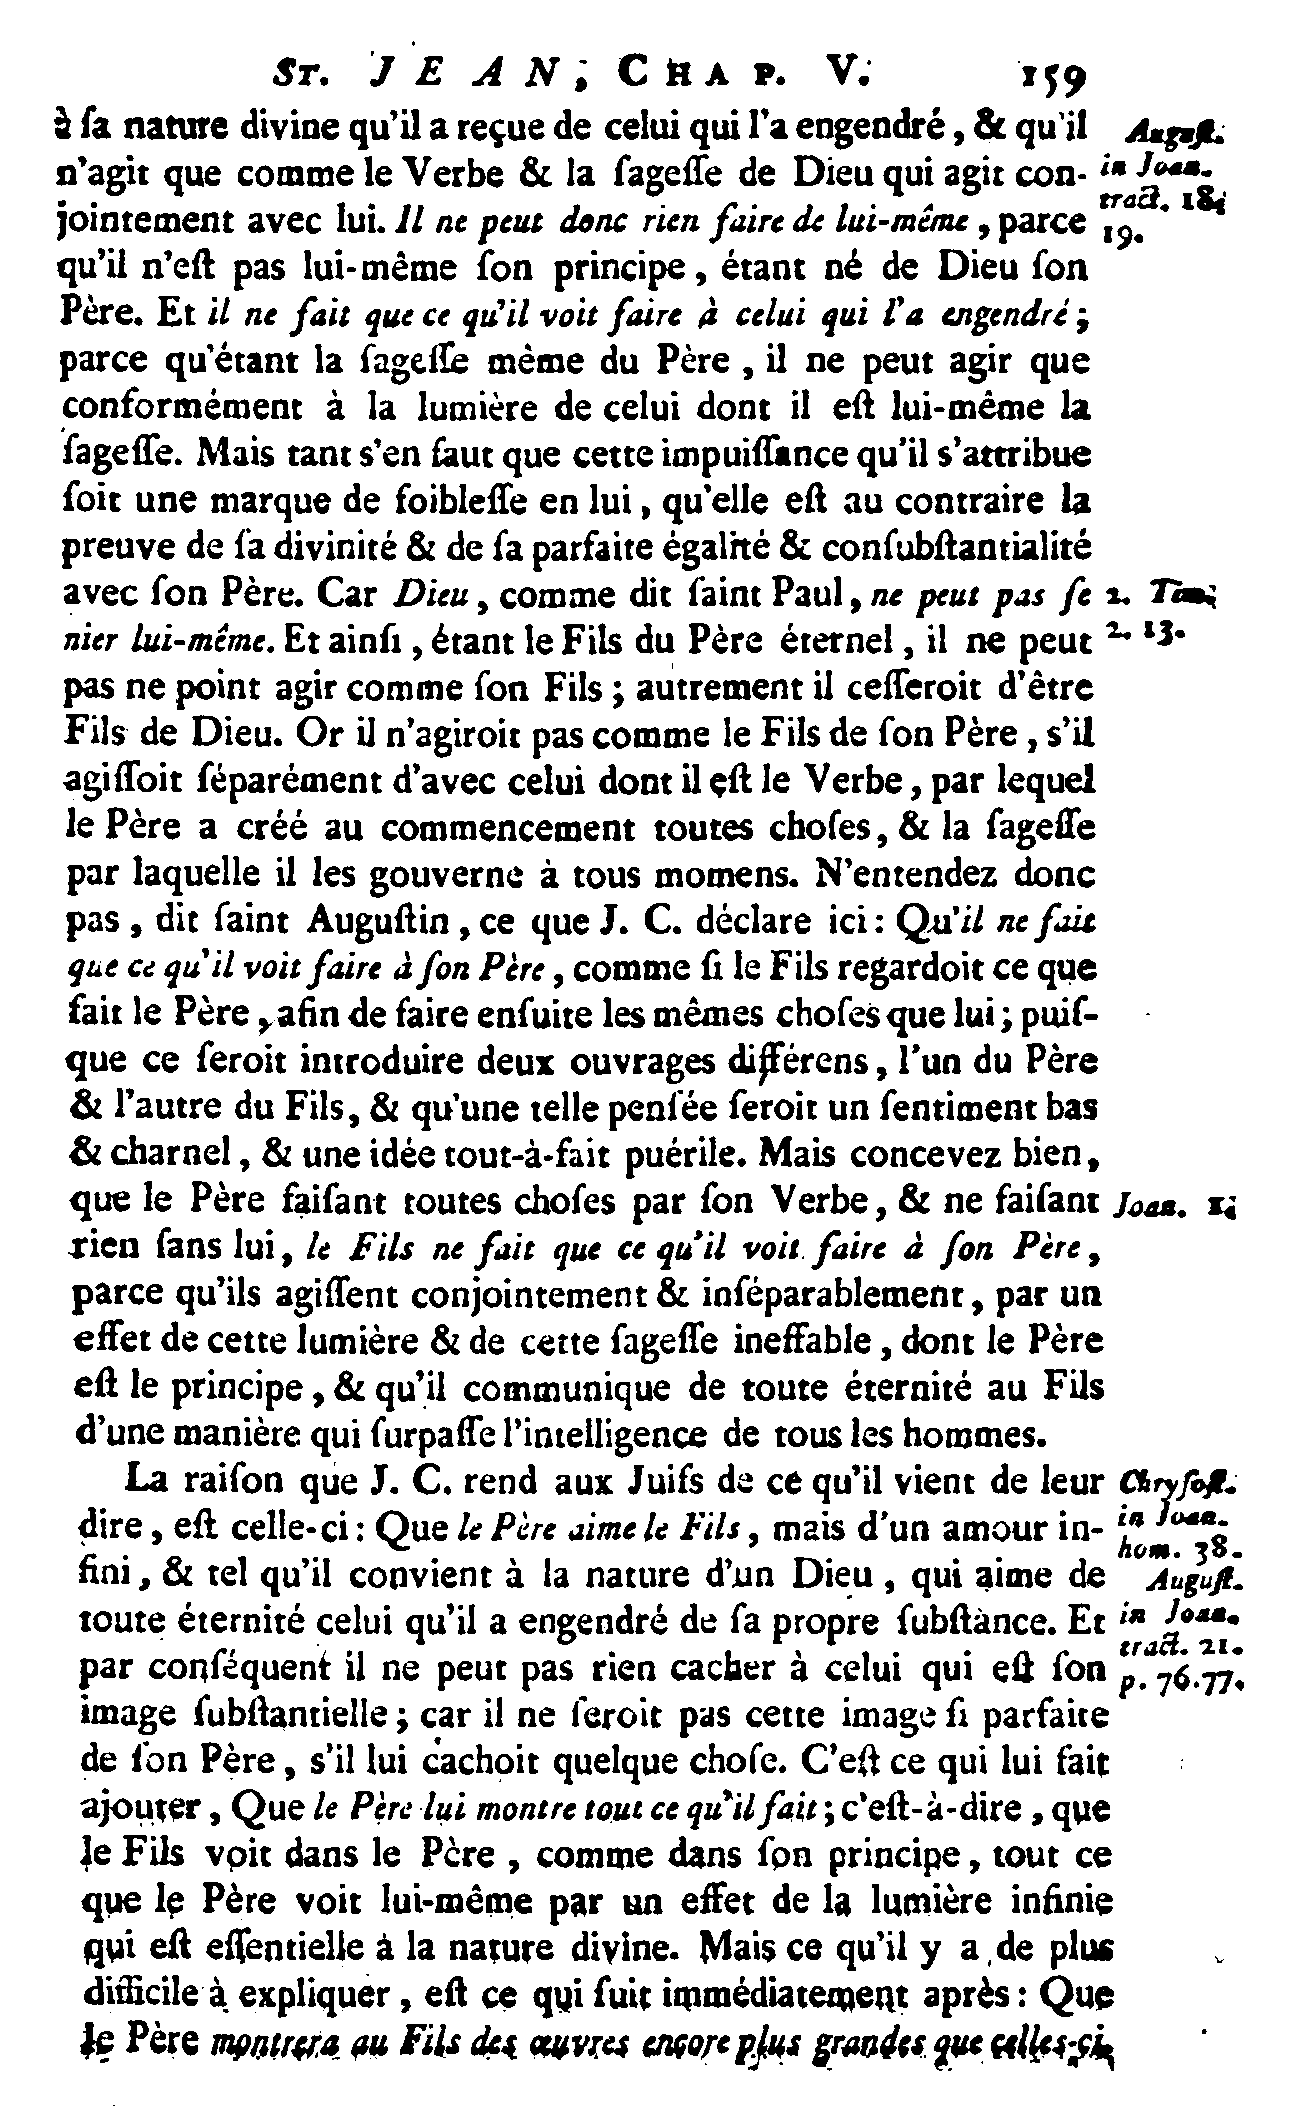 St. JEAN, CHAP. V. 159
à ſa nature divine qu'il a reçue de celui qui l'a engendré, & qu'il
n'agit que comme le Verbe & la ſageſſe de Dieu qui agit con-
jointement avec lui. Il ne peut donc rien faire de lui-même, parce
qu'il n'eſt pas lui-même ſon principe, étant né de Dieu ſon
Père. Et il ne fait que ce qu'il voit faire à celui qui l'a engendré;
parce qu'étant la ſageſſe même du Père, il ne peut agir que
conformément à la lumière de celui dont il eſt lui-même la
ſageſſe. Mais tant s'en faut que cette impuiſſance qu'il s'attribue
ſoit une marque de foibleſſe en lui, qu'elle eſt au contraire la
preuve de ſa divinité & de ſa parfaite égalité & conſubſtantialité
avec ſon Père. Car Dieu, comme dit ſaint Paul, ne peut pas ſe
nier lui-même. Et ainſi, étant le Fils du Père éternel, il ne peut
pas ne point agir comme ſon Fils; autrement il ceſſeroit d'être
Fils de Dieu. Or il n'agiroit pas comme le Fils de ſon Père, s'il
agiſſoit ſéparément d'avec celui dont il eſt le Verbe, par lequel
le Père a créé au commencement toutes choſes, & la ſageſſe
par laquelle il les gouverne à tous momens. N'entendez donc
pas, dit ſaint Auguſtin, ce que J. C. déclare ici: Qu'il ne fait
que ce qu'il voit faire à ſon Père, comme ſi le Fils regardoit ce que
fait le Père, afin de faire enſuite les mêmes choſes que lui; puiſ-
que ce ſeroit introduire deux ouvrages différens, l'un du Père
& l'autre du Fils, & qu'une telle penſée ſeroit un ſentiment bas
& charnel, & une idée tout-à-fait puérile. Mais concevez bien,
que le Père faiſant toutes choſes par ſon Verbe, & ne faiſant
rien ſans lui, le Fils ne fait que ce qu'il voit faire à ſon Père,
parce qu'ils agiſſent conjointement & inſéparablement, par un
effet de cette lumière & de cette ſageſſe ineffable, dont le Père
eſt le principe, & qu'il communique de toute éternité au Fils
d'une manière qui ſurpaſſe l'intelligence de tous les hommes.
La raiſon que J. C. rend aux Juifs de ce qu'il vient de leur
dire, eſt celle-ci: Que le Père aime le Fils, mais d'un amour in-
fini, & tel qu'il convient à la nature d'un Dieu, qui aime de
toute éternité celui qu'il a engendré de ſa propre ſubſtance. Et
par conſéquent il ne peut pas rien cacher à celui qui eſt ſon
image ſubſtantielle; car il ne ſeroit pas cette image ſi parfaite
de ſon Père, s'il lui cachoit quelque choſe. C'eſt ce qui lui fait
ajouter, Que le Père lui montre tout ce qu'il fait; c'eſt-à-dire, que
le Fils voit dans le Père, comme dans ſon principe, tout ce
que le Père voit lui-même par un effet de la lumière infinie
qui eſt eſſentielle à la nature divine. Mais ce qu'il y a de plus
difficile à expliquer, eſt ce qui ſuit immédiatement après: Que
le Père montrera au Fils des œuvres encore plus grandes que celles-ci,
Auguſt.
in Joan.
tract. 18.
19.
2. Tim.
2. 13.
Joan. 1.
Chryſoſt.
in Joan.
hom. 38.
Auguſt.
in Joan.
tract. 21.
p. 76. 77.